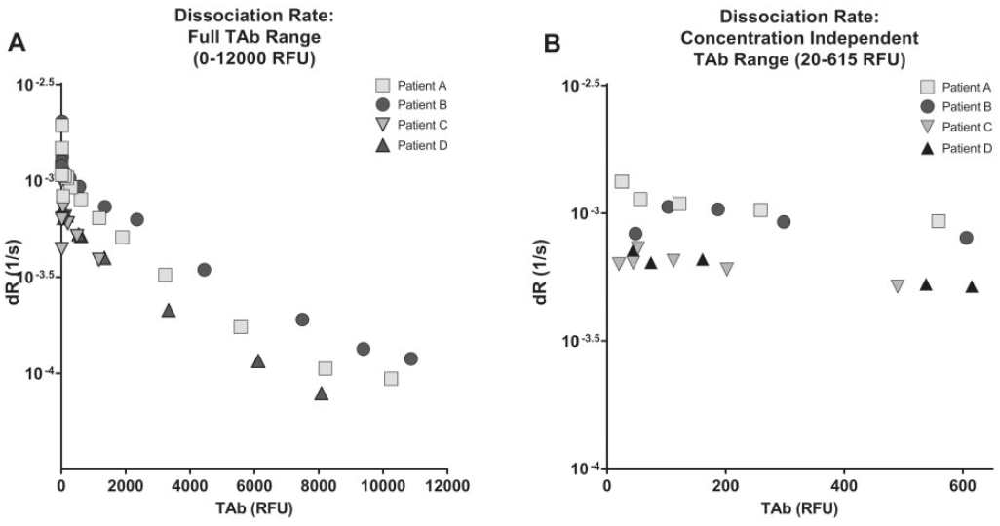 A
Dissociation Rate:
Full TAb Range
(0-12000 RFU)
Patient A
Patient B
Patient C
Patient D
10-2.5
10-3
10-3.5
10-4
dR (1/s)
0 2000 4000 6000 8000 10000 12000
TAb (RFU)
B
Dissociation Rate:
Concentration Independent
TAb Range (20-615 RFU)
Patient A
Patient B
Patient C
Patient D
10-2.5
10-3
10-3.5
10-4
dR (1/s)
0 200 400 600
TAb (RFU)